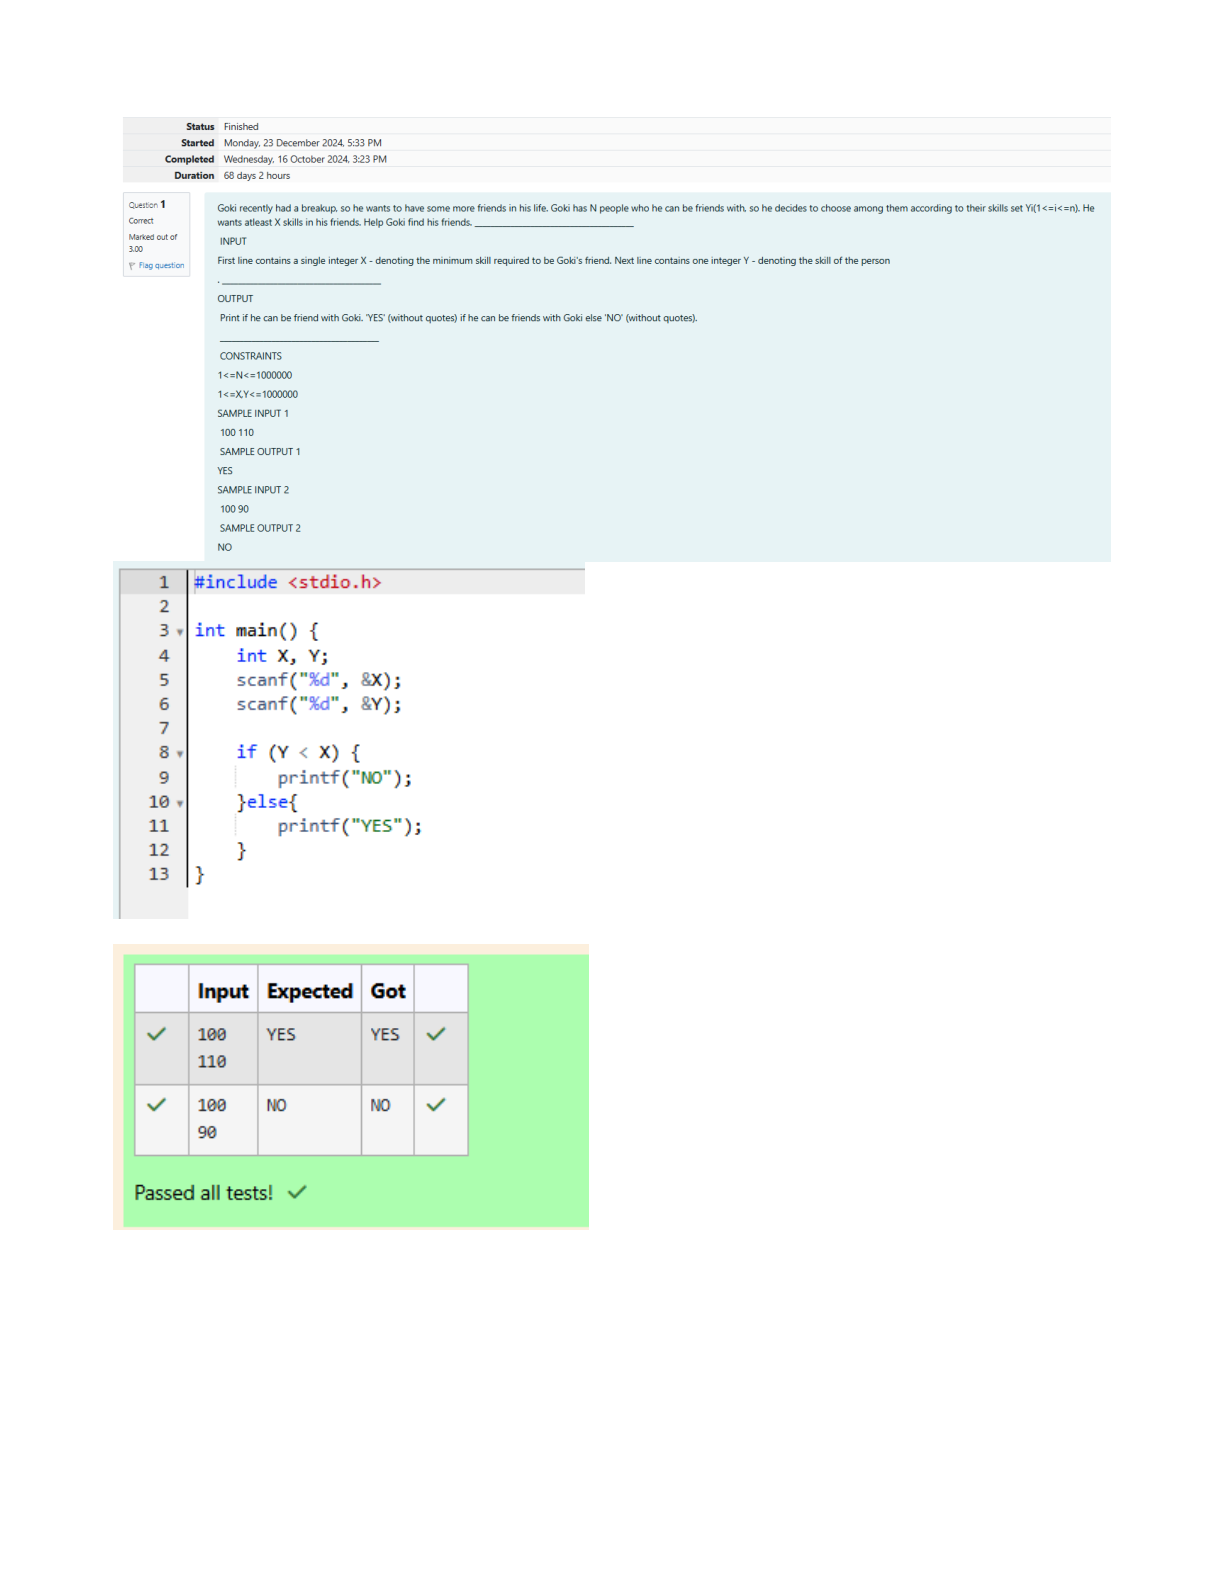 Status Finished
Started Monday, 23 December 2024, 5:33 PM
Completed Wednesday, 16 October 2024, 3:23 PM
Duration 68 days 2 hours
Question 1
Correct
Marked out of
3.00
Flag question
Goki recently had a breakup, so he wants to have some more friends in his life. Goki has N people who he can be friends with, so he decides to choose among them according to their skills set Yi(1<=i<=n). He
wants atleast X skills in his friends. Help Goki find his friends. ________________________________
INPUT
First line contains a single integer X - denoting the minimum skill required to be Goki's friend. Next line contains one integer Y - denoting the skill of the person
. ________________________________
OUTPUT
Print if he can be friend with Goki. 'YES' (without quotes) if he can be friends with Goki else 'NO' (without quotes).
________________________________
CONSTRAINTS
1<=N<=1000000
1<=X,Y<=1000000
SAMPLE INPUT 1
100 110
SAMPLE OUTPUT 1
YES
SAMPLE INPUT 2
100 90
SAMPLE OUTPUT 2
NO
1 #include <stdio.h>
2
3 int main() {
4 int X, Y;
5 scanf("%d", &X);
6 scanf("%d", &Y);
7
8 if (Y < X) {
9 printf("NO");
10 }else{
11 printf("YES");
12 }
13 }
Input Expected Got
100 YES YES
110
100 NO NO
90
Passed all tests!